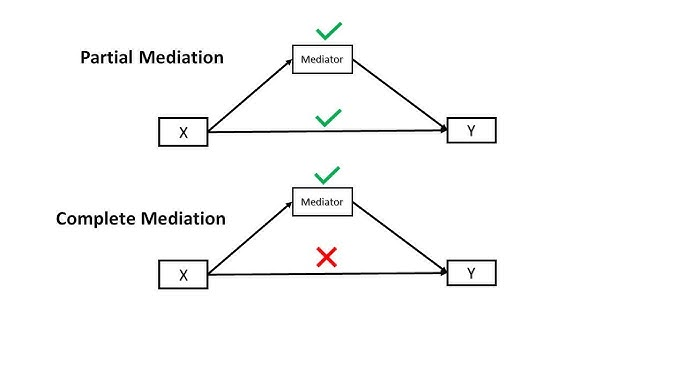 Partial Mediation
Mediator
X
Y
Complete Mediation
Mediator
X
Y